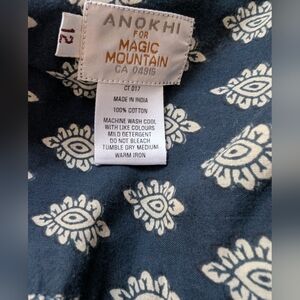 ANOKHI
FOR
MAGIC
MOUNTAIN
CA 04915
12
CT 017
MADE IN INDIA
100% COTTON
MACHINE WASH COOL
WITH LIKE COLOURS
MILD DETERGENT
DO NOT BLEACH
TUMBLE DRY MEDIUM
WARM IRON